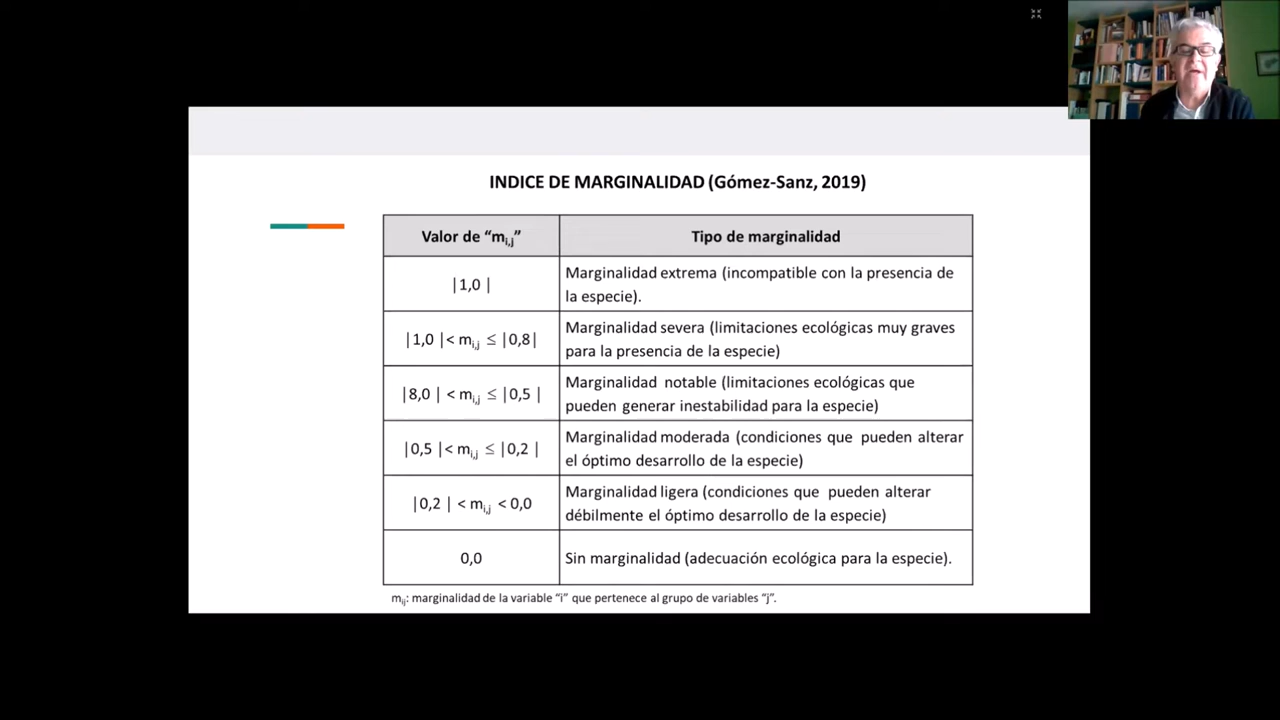 INDICE DE MARGINALIDAD (Gómez-Sanz, 2019)
Valor de “mi,j” Tipo de marginalidad
|1,0 | Marginalidad extrema (incompatible con la presencia de
la especie).
|1,0 |< mi,j ≤ |0,8| Marginalidad severa (limitaciones ecológicas muy graves
para la presencia de la especie)
|8,0 | < mi,j ≤ |0,5 | Marginalidad notable (limitaciones ecológicas que
pueden generar inestabilidad para la especie)
|0,5 |< mi,j ≤ |0,2 | Marginalidad moderada (condiciones que pueden alterar
el óptimo desarrollo de la especie)
|0,2 | < mi,j < 0,0 Marginalidad ligera (condiciones que pueden alterar
débilmente el óptimo desarrollo de la especie)
0,0 Sin marginalidad (adecuación ecológica para la especie).
mij: marginalidad de la variable “i” que pertenece al grupo de variables “j”.